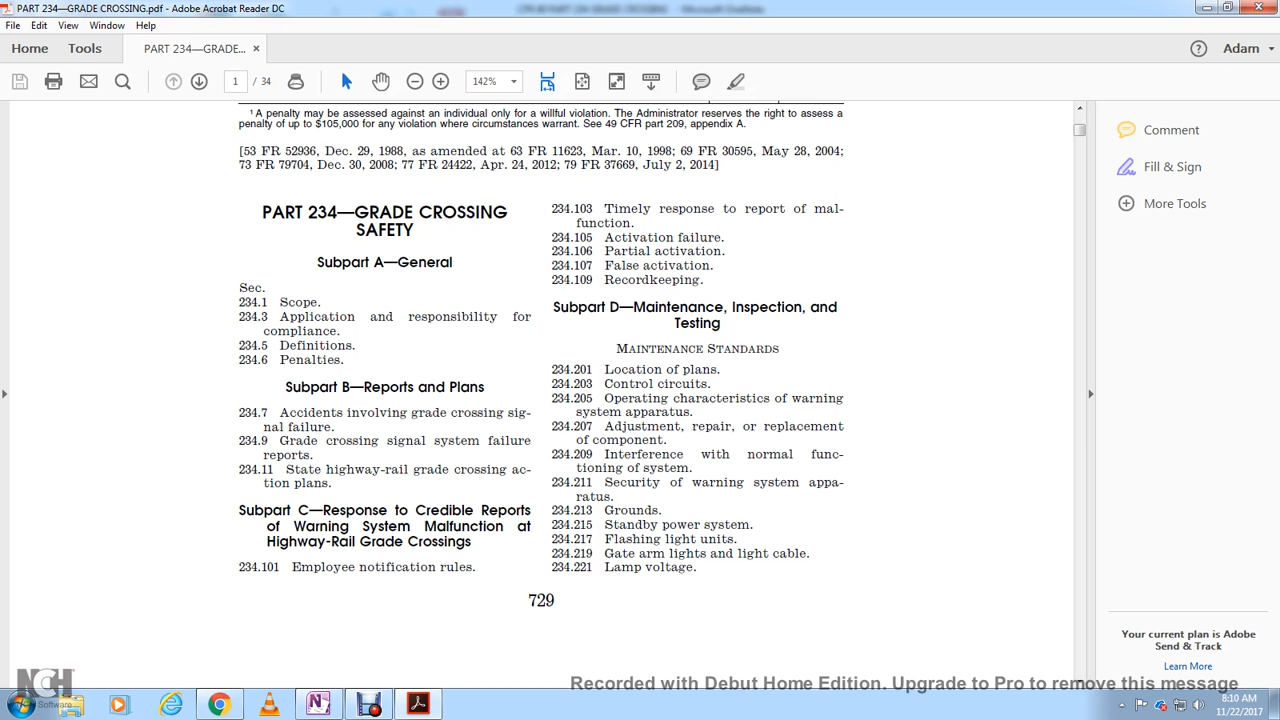 PART 234—GRADE CROSSING.pdf - Adobe Acrobat Reader DC
File Edit View Window Help
Home Tools PART 234—GRADE... × Adam
1 / 34 142%
¹ A penalty may be assessed against an individual only for a willful violation. The Administrator reserves the right to assess a
penalty of up to $105,000 for any violation where circumstances warrant. See 49 CFR part 209, appendix A.
[53 FR 52936, Dec. 29, 1988, as amended at 63 FR 11623, Mar. 10, 1998; 69 FR 30595, May 28, 2004;
73 FR 79704, Dec. 30, 2008; 77 FR 24422, Apr. 24, 2012; 79 FR 37669, July 2, 2014]
PART 234—GRADE CROSSING
SAFETY
Subpart A—General
Sec.
234.1 Scope.
234.3 Application and responsibility for
compliance.
234.5 Definitions.
234.6 Penalties.
Subpart B—Reports and Plans
234.7 Accidents involving grade crossing sig-
nal failure.
234.9 Grade crossing signal system failure
reports.
234.11 State highway-rail grade crossing ac-
tion plans.
Subpart C—Response to Credible Reports
of Warning System Malfunction at
Highway-Rail Grade Crossings
234.101 Employee notification rules.
234.103 Timely response to report of mal-
function.
234.105 Activation failure.
234.106 Partial activation.
234.107 False activation.
234.109 Recordkeeping.
Subpart D—Maintenance, Inspection, and
Testing
MAINTENANCE STANDARDS
234.201 Location of plans.
234.203 Control circuits.
234.205 Operating characteristics of warning
system apparatus.
234.207 Adjustment, repair, or replacement
of component.
234.209 Interference with normal func-
tioning of system.
234.211 Security of warning system appa-
ratus.
234.213 Grounds.
234.215 Standby power system.
234.217 Flashing light units.
234.219 Gate arm lights and light cable.
234.221 Lamp voltage.
729
Comment
Fill & Sign
More Tools
Your current plan is Adobe
Send & Track
Learn More
NCH
Software
Recorded with Debut Home Edition. Upgrade to Pro to remove this message
8:10 AM
11/22/2017